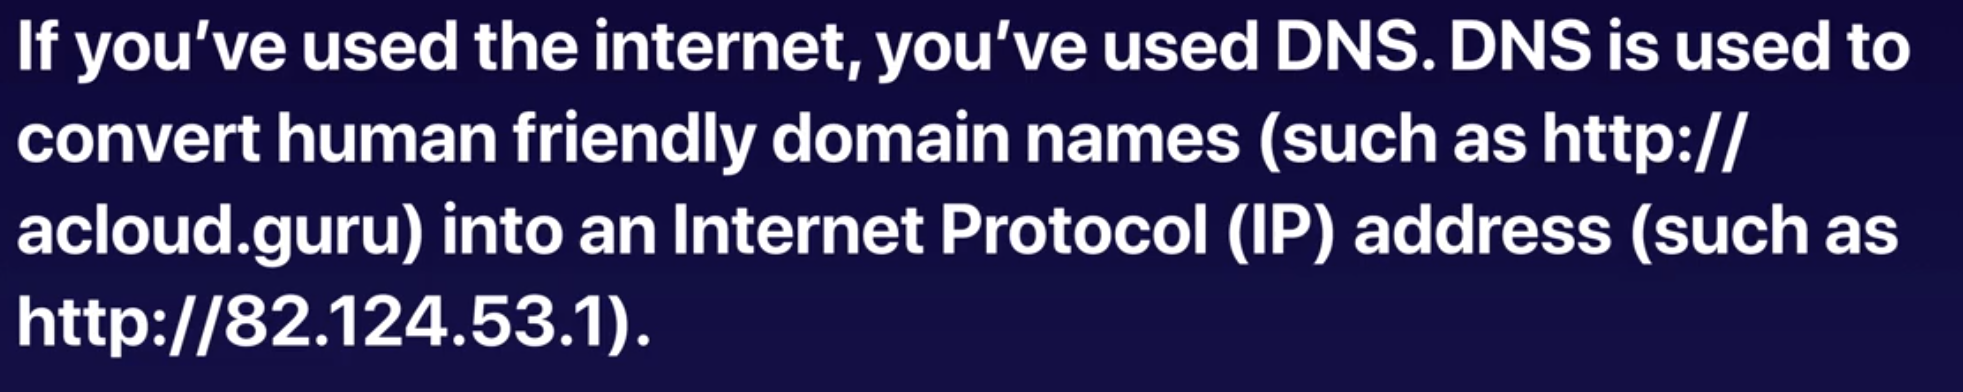 If you’ve used the internet, you’ve used DNS. DNS is used to
convert human friendly domain names (such as http://
acloud.guru) into an Internet Protocol (IP) address (such as
http://82.124.53.1).